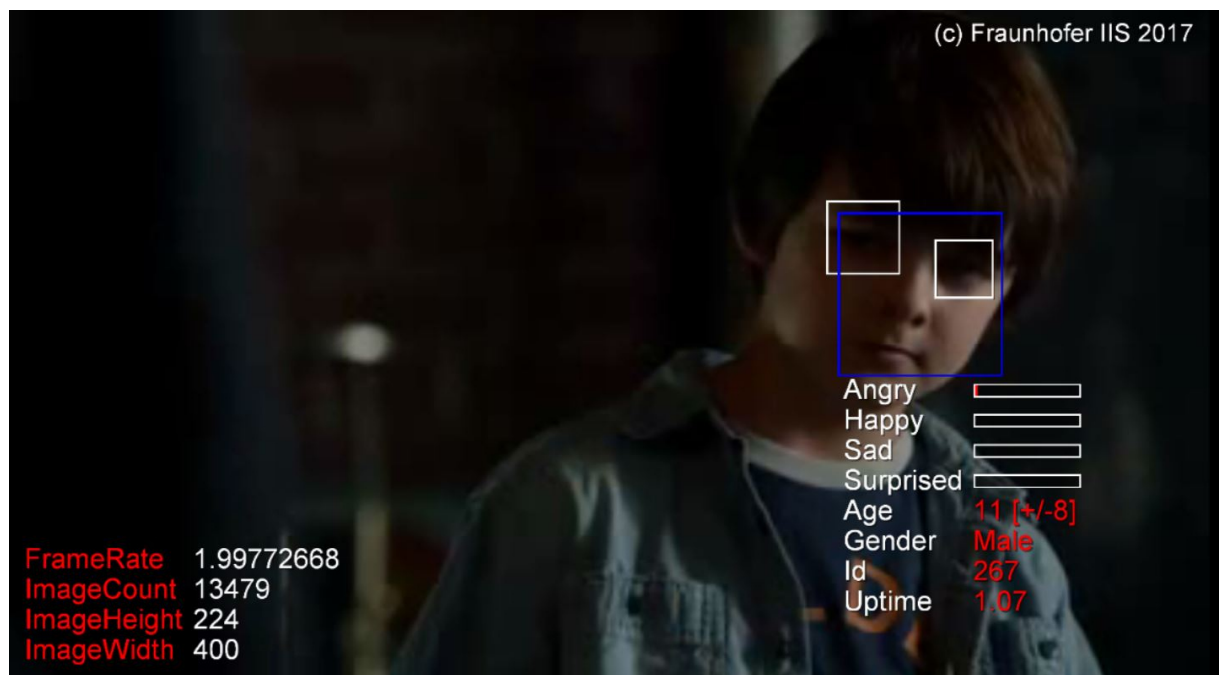 (c) Fraunhofer IIS 2017
Angry
Happy
Sad
Surprised
Age 11 [+/-8]
Gender Male
Id 267
Uptime 1.07
FrameRate 1.99772668
ImageCount 13479
ImageHeight 224
ImageWidth 400